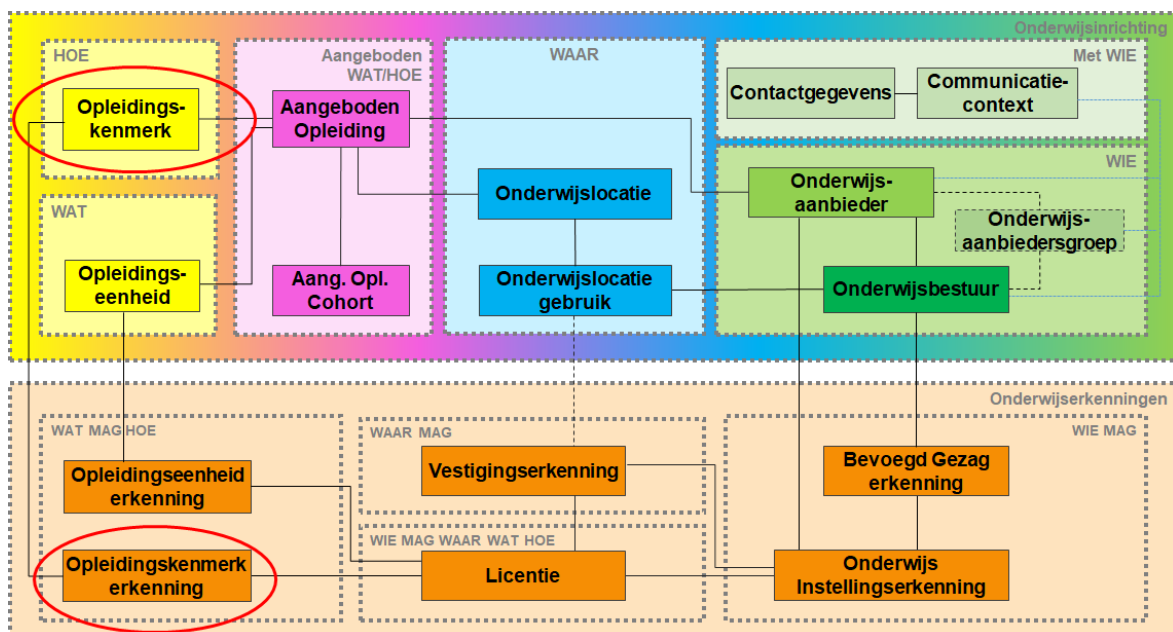 Onderwijsinrichting
HOE
Opleidings-
kenmerk
WAT
Opleidings-
eenheid
Aangeboden
WAT/HOE
Aangeboden
Opleiding
Aang. Opl.
Cohort
WAAR
Onderwijslocatie
Onderwijslocatie
gebruik
Met WIE
Contactgegevens
Communicatie-
context
WIE
Onderwijs-
aanbieder
Onderwijs-
aanbiedersgroep
Onderwijsbestuur
Onderwijserkenningen
WAT MAG HOE
Opleidingseenheid
erkenning
Opleidingskenmerk
erkenning
WAAR MAG
Vestigingserkenning
WIE MAG WAAR WAT HOE
Licentie
WIE MAG
Bevoegd Gezag
erkenning
Onderwijs
Instellingserkenning